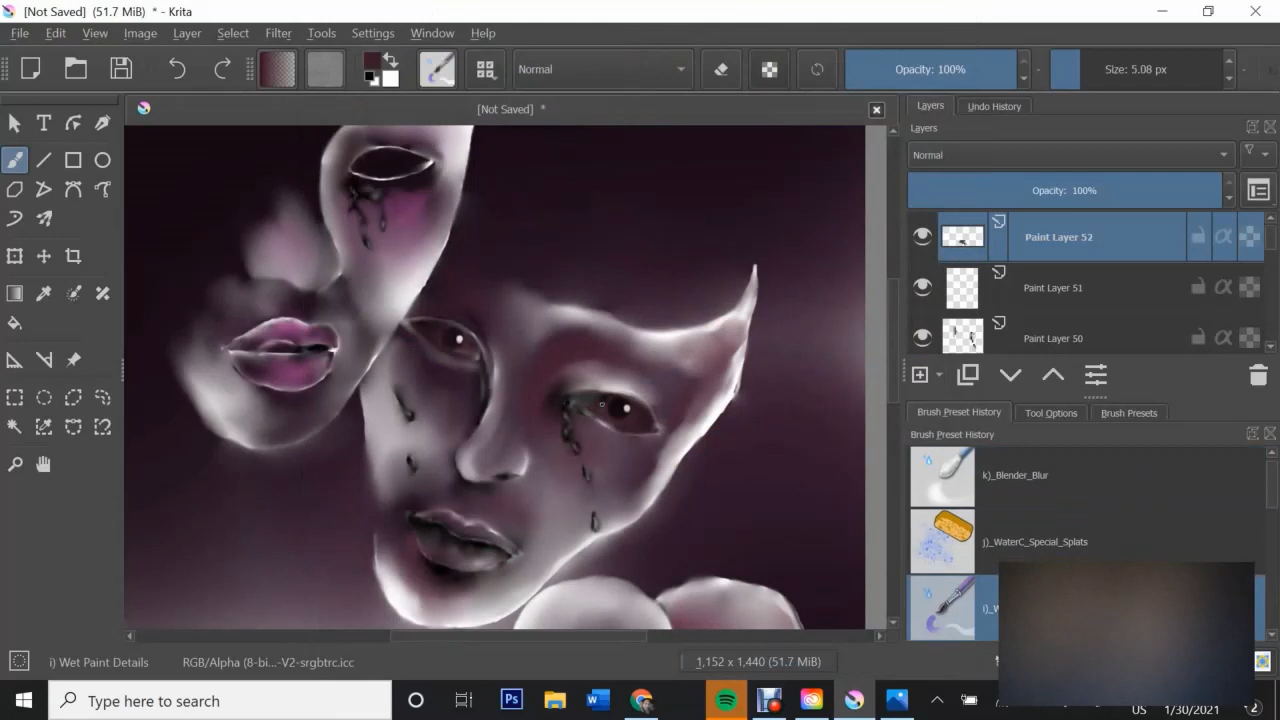 [Not Saved] (51.7 MiB) * - Krita
File Edit View Image Layer Select Filter Tools Settings Window Help
Normal
Opacity: 100%
Size: 5.08 px
[Not Saved] *
Layers Undo History
Layers
Normal
Opacity: 100%
Paint Layer 52
Paint Layer 51
Paint Layer 50
Brush Preset History Tool Options Brush Presets
Brush Preset History
k)_Blender_Blur
j)_WaterC_Special_Splats
i) Wet Paint Details
RGB/Alpha (8-bi...-V2-srgbtrc.icc
1,152 x 1,440 (51.7 MiB)
Type here to search
Ps
W
US
1/30/2021
2